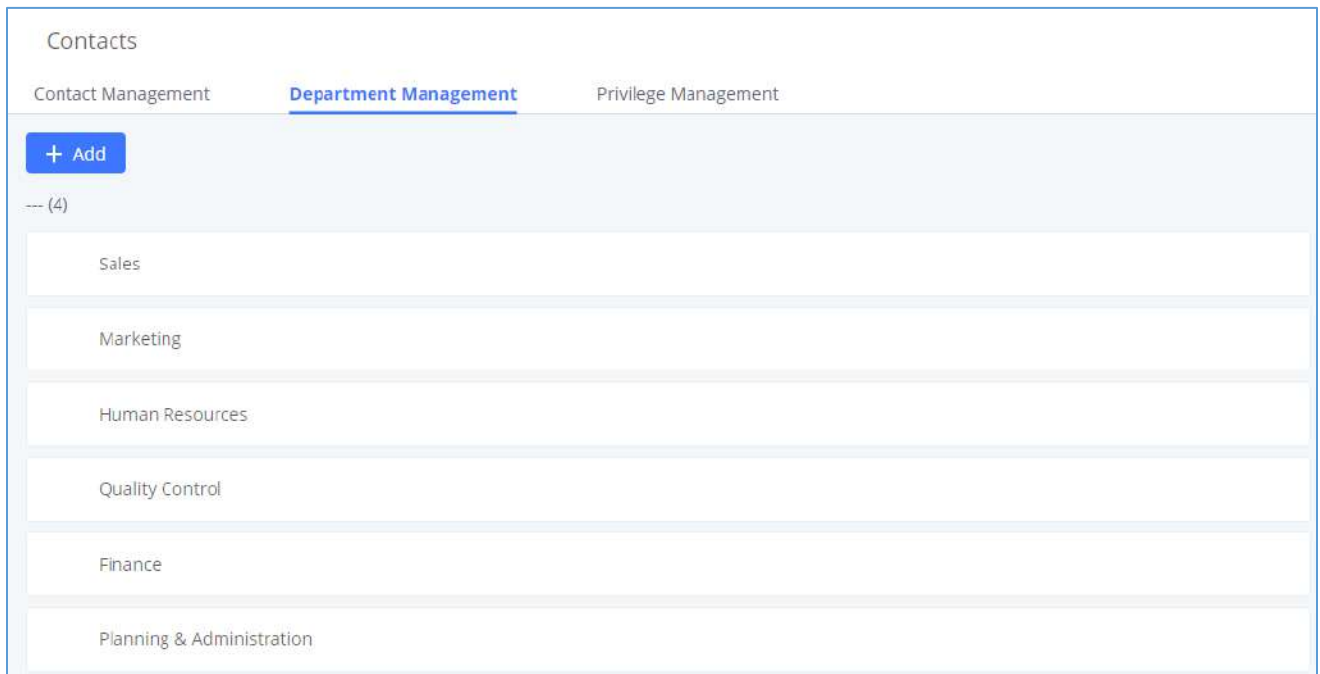 Contacts
Contact Management Department Management Privilege Management
+ Add
--- (4)
Sales
Marketing
Human Resources
Quality Control
Finance
Planning & Administration